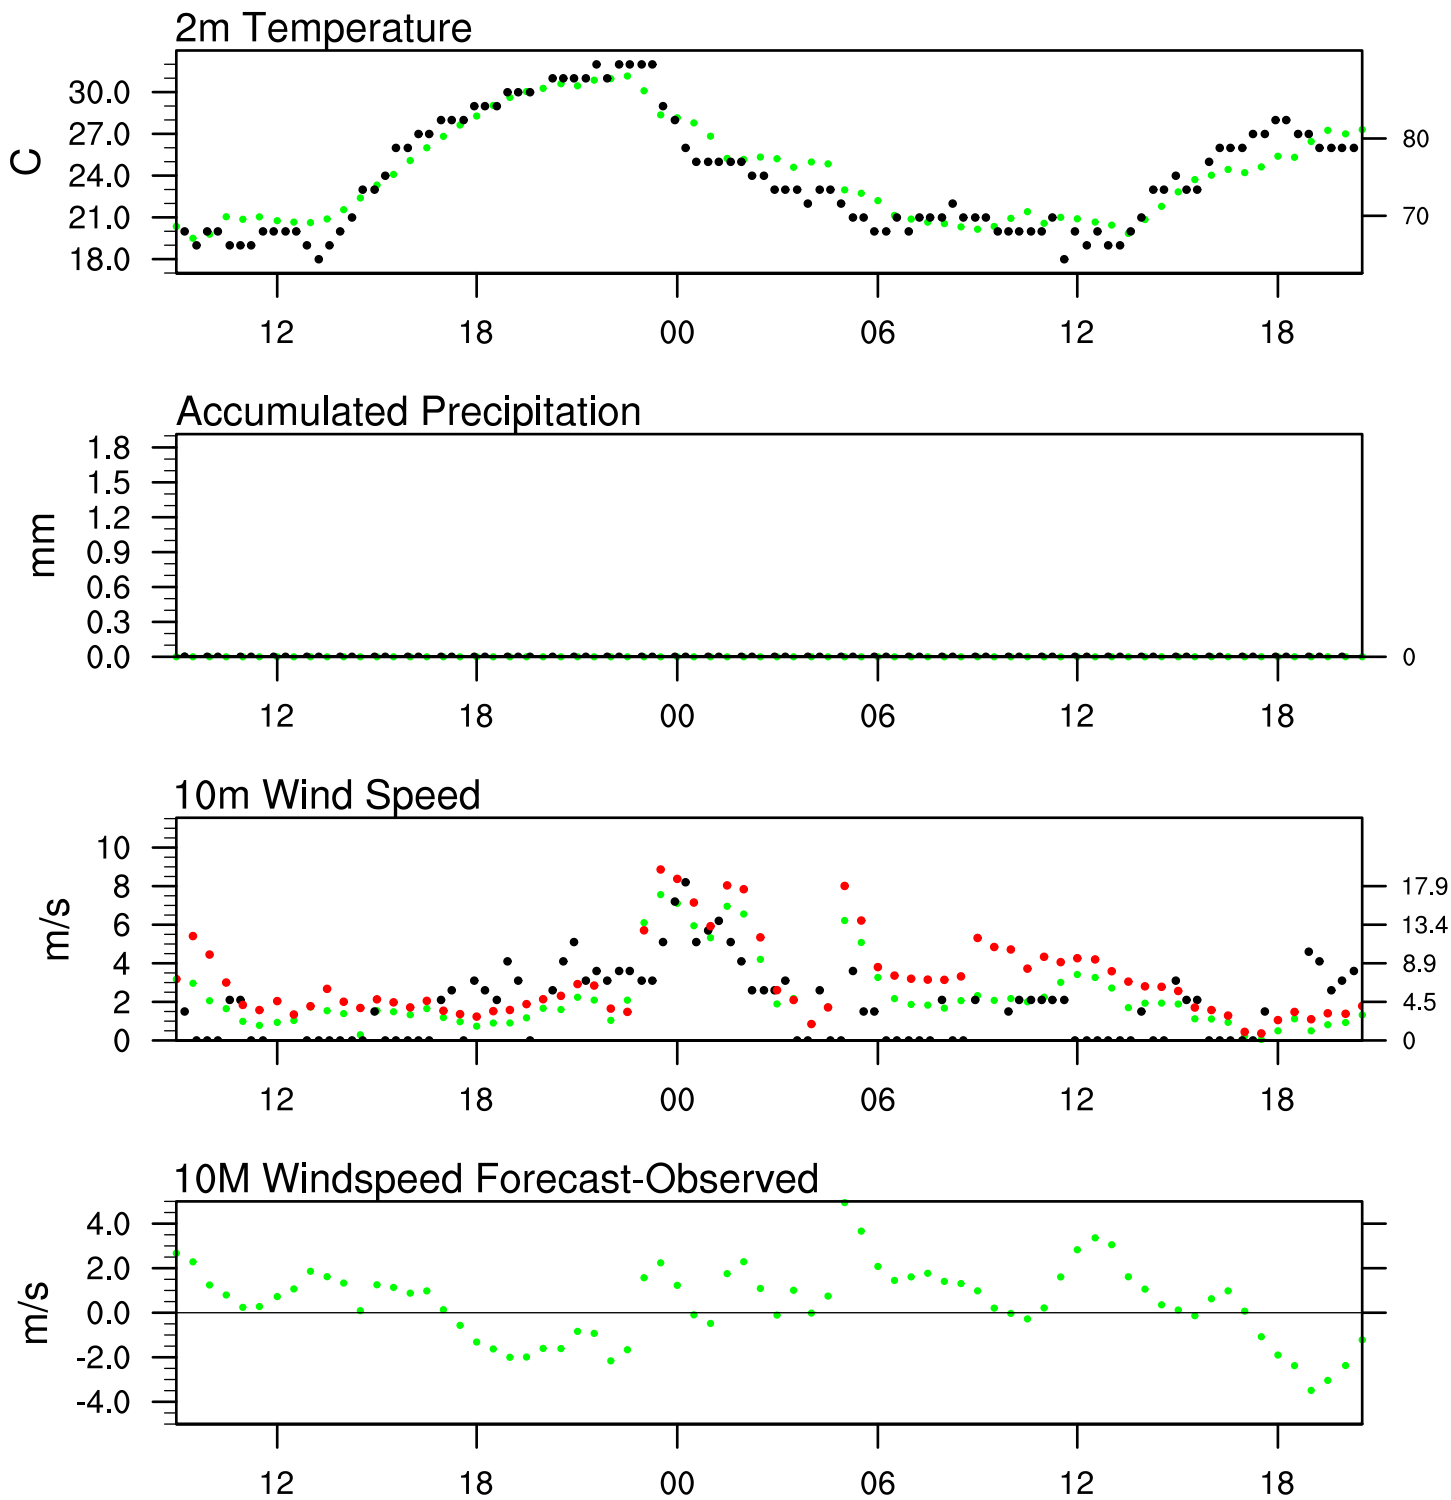 2m Temperature
30.0
27.0
24.0
21.0
18.0
C
80
70
12 18 00 06 12 18
Accumulated Precipitation
1.8
1.5
1.2
0.9
0.6
0.3
0.0
mm
0
12 18 00 06 12 18
10m Wind Speed
10
8
6
4
2
0
m/s
17.9
13.4
8.9
4.5
0
12 18 00 06 12 18
10M Windspeed Forecast-Observed
4.0
2.0
0.0
-2.0
-4.0
m/s
12 18 00 06 12 18